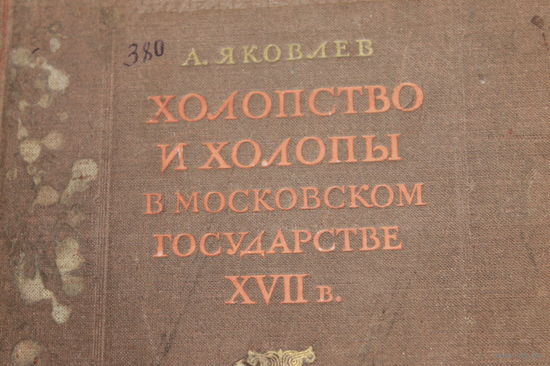 380
А. ЯКОВЛЕВ
ХОЛОПСТВО
И ХОЛОПЫ
В МОСКОВСКОМ
ГОСУДАРСТВЕ
XVII в.